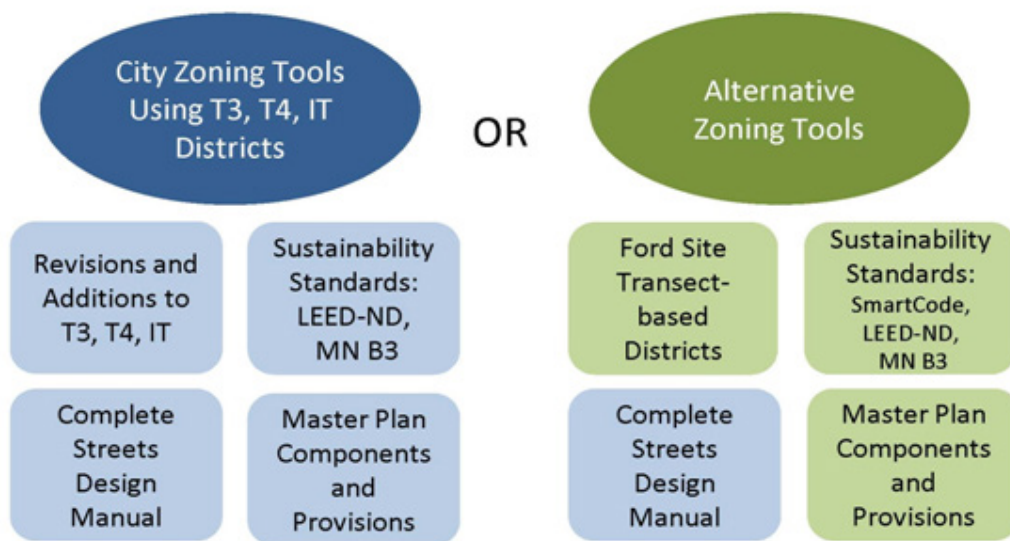 City Zoning Tools
Using T3, T4, IT
Districts
OR
Alternative
Zoning Tools
Revisions and
Additions to
T3, T4, IT
Sustainability
Standards:
LEED-ND,
MN B3
Ford Site
Transect-
based
Districts
Sustainability
Standards:
SmartCode,
LEED-ND,
MN B3
Complete
Streets
Design
Manual
Master Plan
Components
and
Provisions
Complete
Streets
Design
Manual
Master Plan
Components
and
Provisions